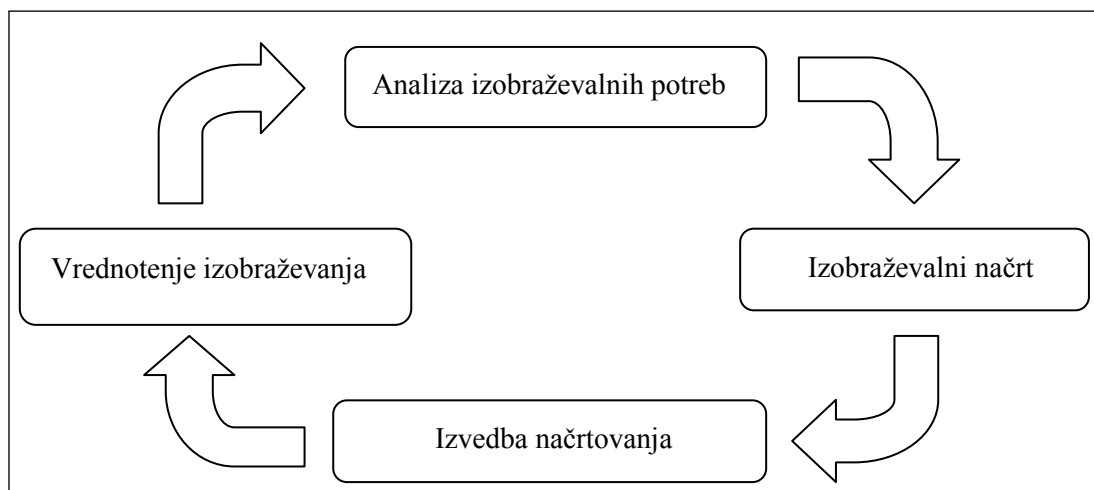 Analiza izobraževalnih potreb
Vrednotenje izobraževanja
Izobraževalni načrt
Izvedba načrtovanja